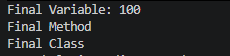 Final Variable: 100
Final Method
Final Class